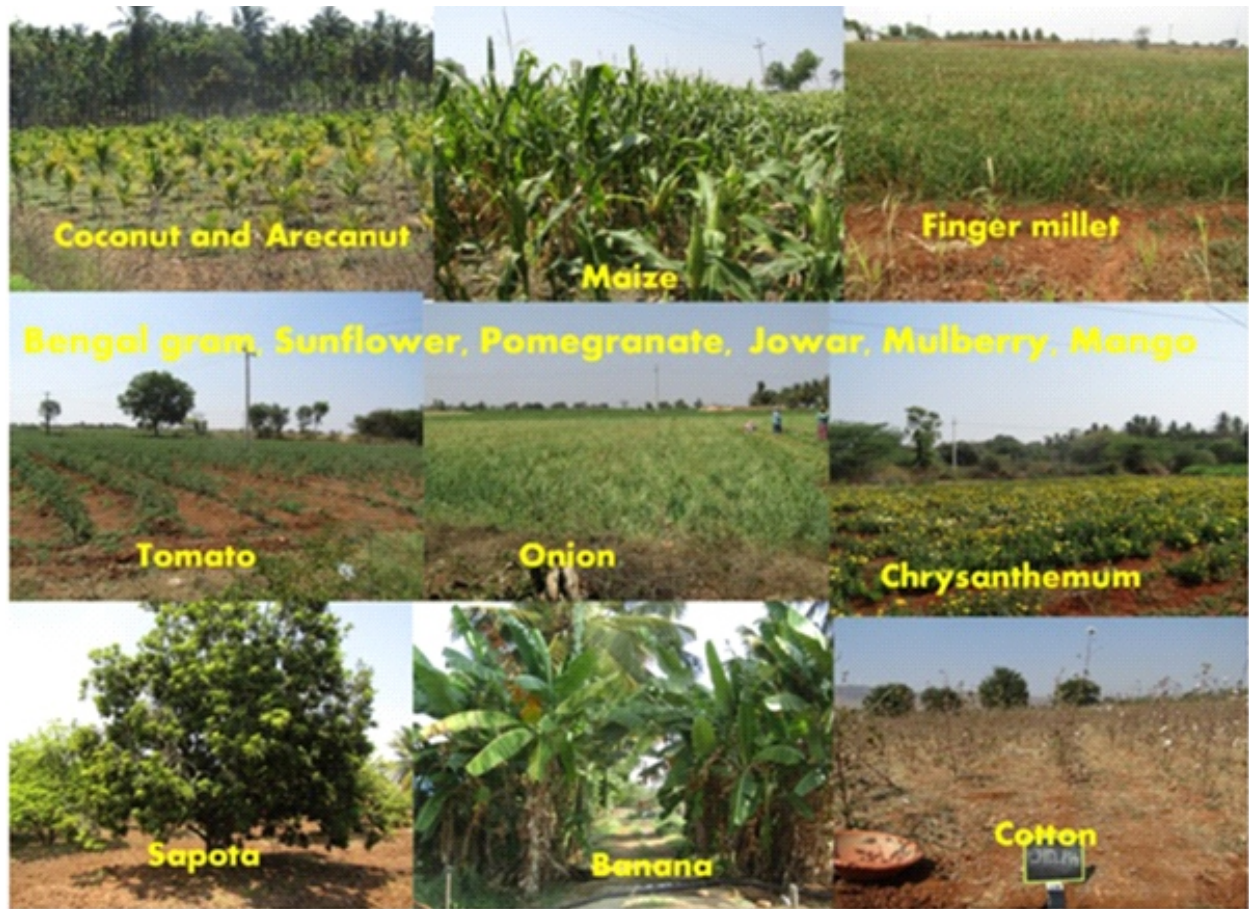 Coconut and Arecanut
Maize
Finger millet
Bengal gram, Sunflower, Pomegranate, Jowar, Mulberry, Mango
Tomato
Onion
Chrysanthemum
Sapota
Banana
Cotton